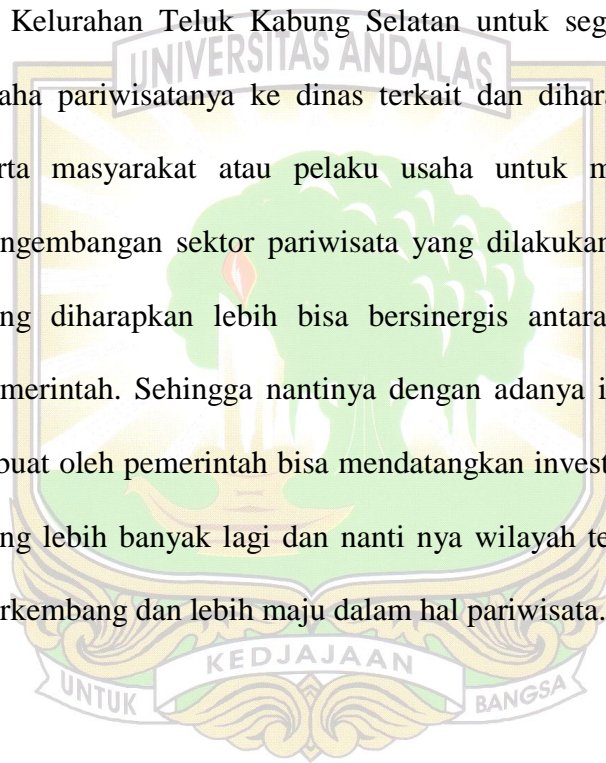 UNIVERSITAS ANDALAS
Kelurahan Teluk Kabung Selatan untuk seg
aha pariwisatanya ke dinas terkait dan dihara
rta masyarakat atau pelaku usaha untuk m
ngembangan sektor pariwisata yang dilakukan
ng diharapkan lebih bisa bersinergis antara
merintah. Sehingga nantinya dengan adanya i
buat oleh pemerintah bisa mendatangkan invest
ng lebih banyak lagi dan nanti nya wilayah te
rkembang dan lebih maju dalam hal pariwisata.
KEDJAJAAN
UNTUK BANGSA